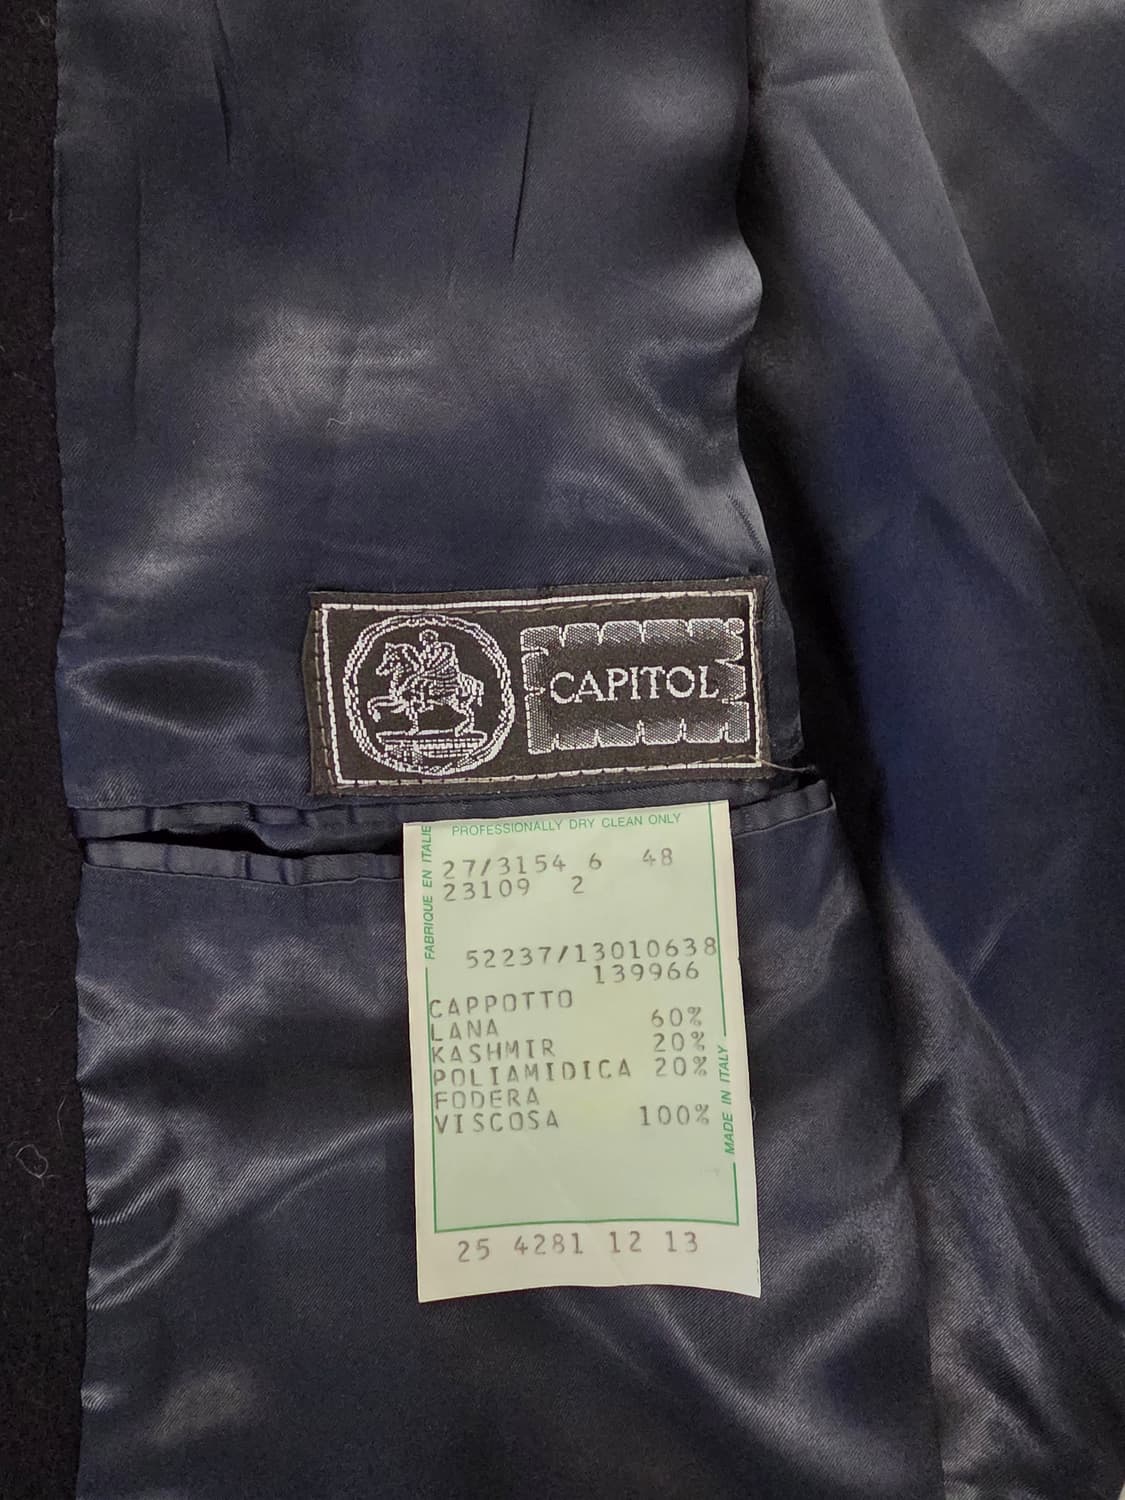 CAPITOL
PROFESSIONALLY DRY CLEAN ONLY
FABRIQUE EN ITALIE
27/3154 6 48
23109 2
52237/13010638
139966
CAPPOTTO
LANA 60%
KASHMIR 20%
POLIAMIDICA 20%
FODERA
VISCOSA 100%
MADE IN ITALY
25 4281 12 13